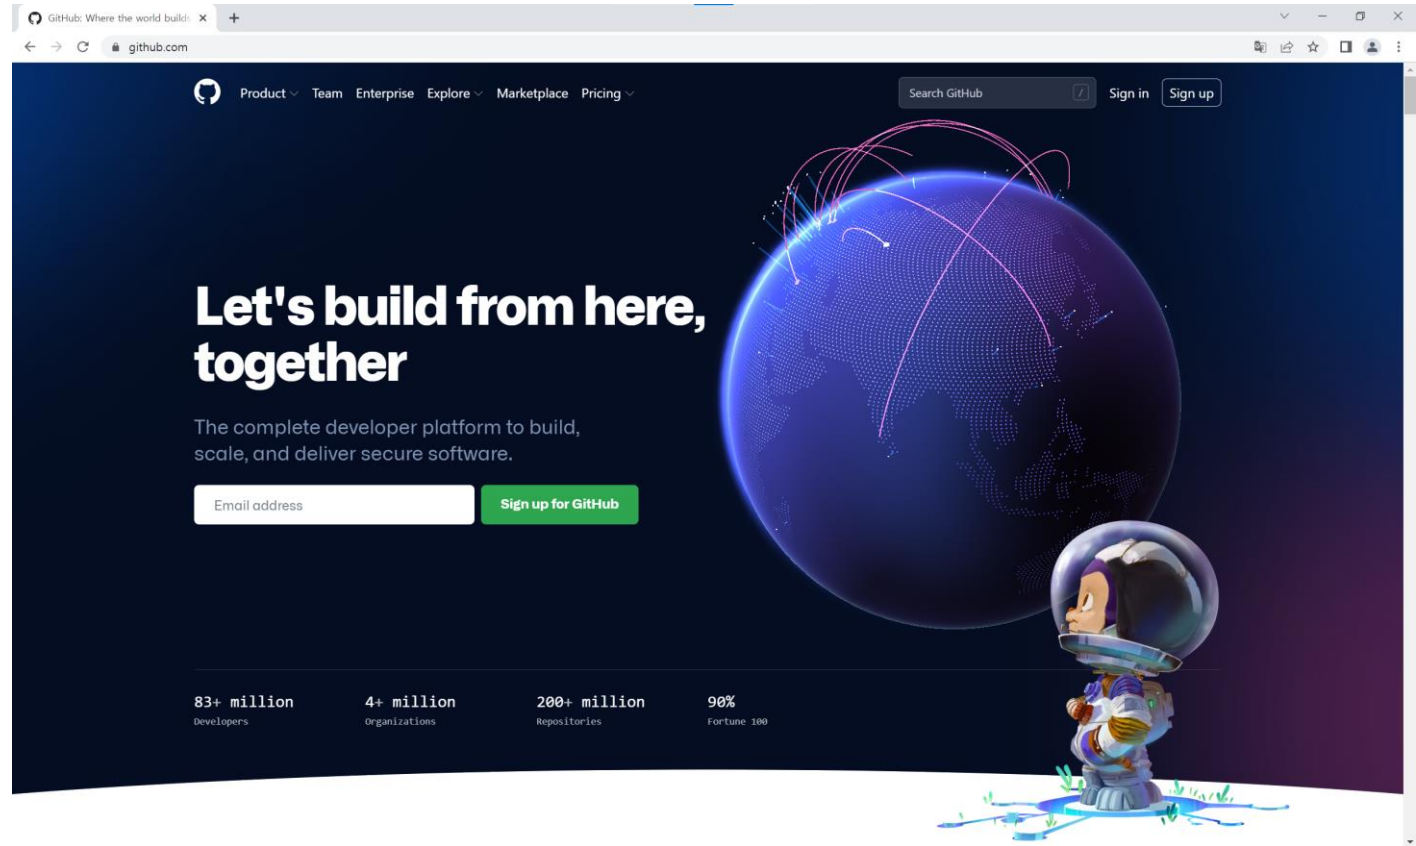 GitHub: Where the world builds
github.com
Product Team Enterprise Explore Marketplace Pricing
Search GitHub /
Sign in
Sign up
Let's build from here,
together
The complete developer platform to build,
scale, and deliver secure software.
Email address
Sign up for GitHub
83+ million
Developers
4+ million
Organizations
200+ million
Repositories
90%
Fortune 100